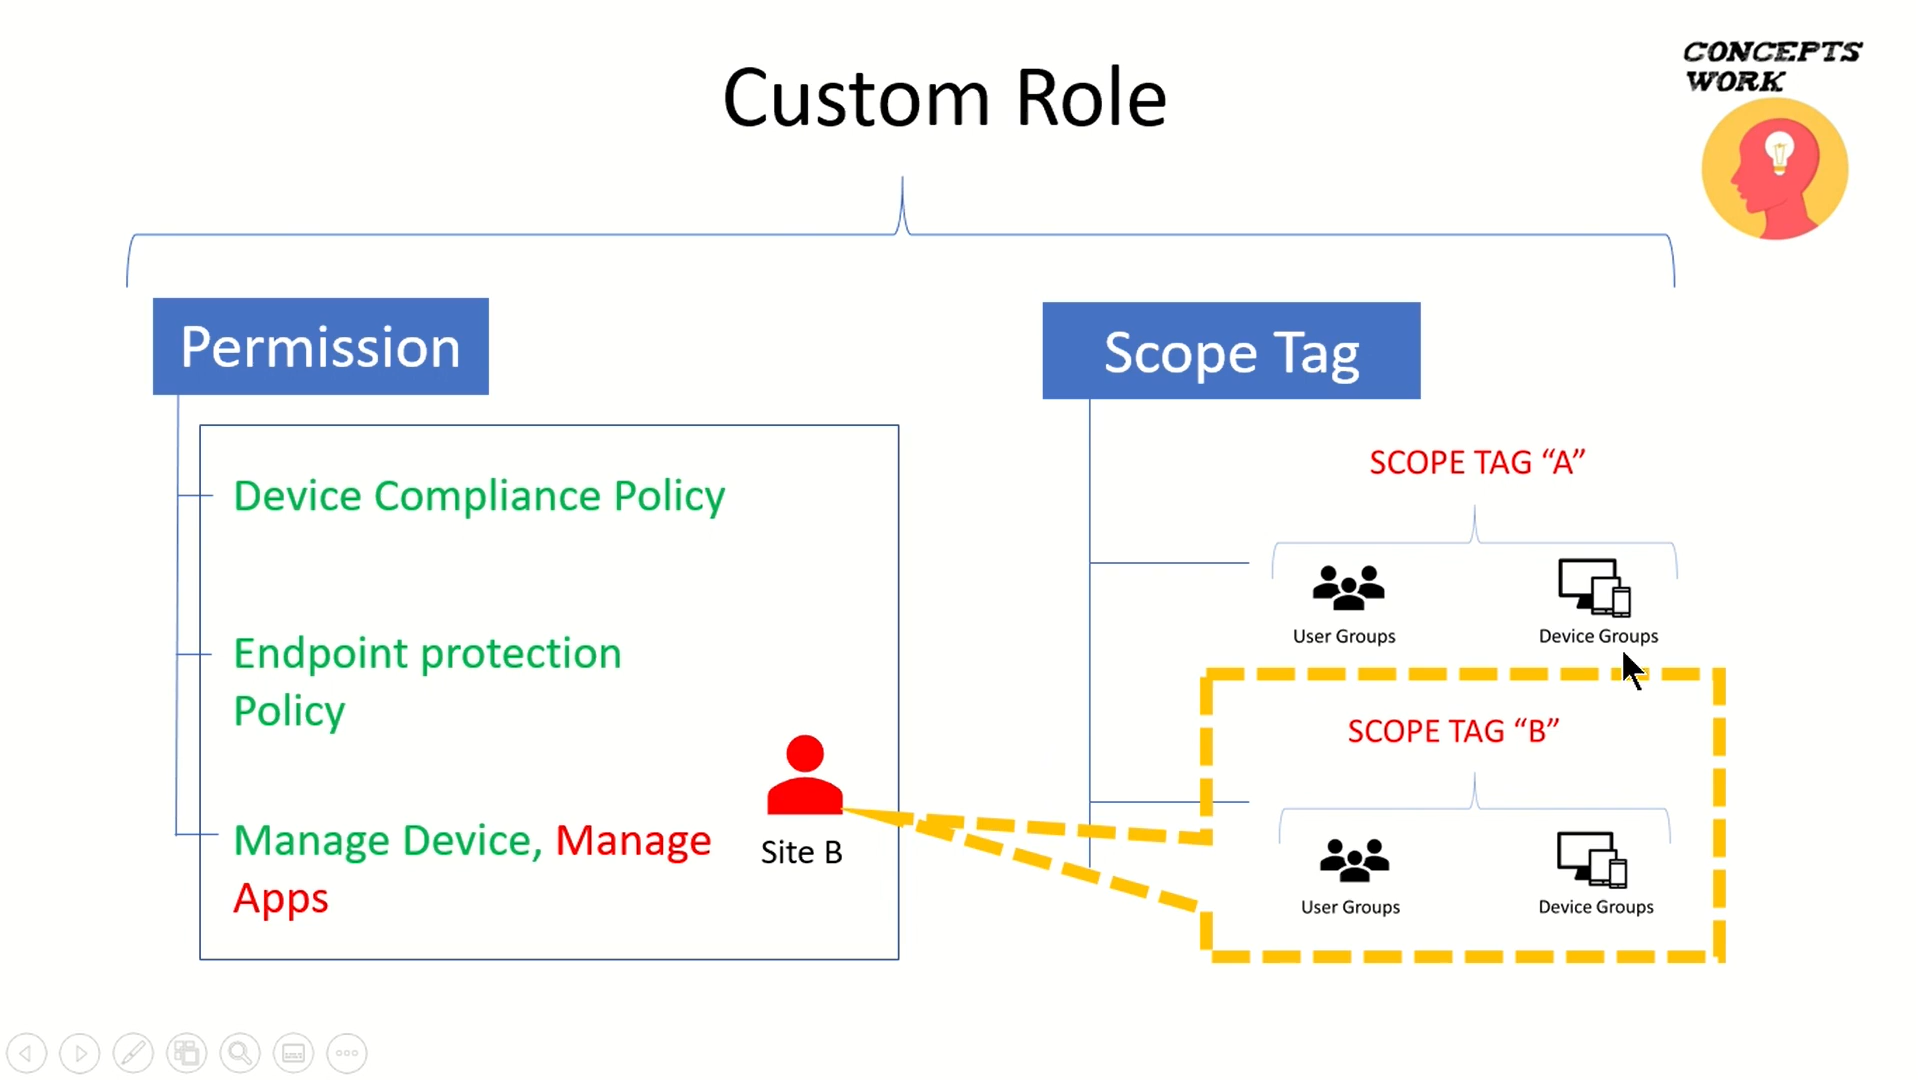 CONCEPTS
WORK
Custom Role
Permission
Scope Tag
Device Compliance Policy
Endpoint protection
Policy
Manage Device, Manage
Apps
Site B
SCOPE TAG “A”
User Groups
Device Groups
SCOPE TAG “B”
User Groups
Device Groups